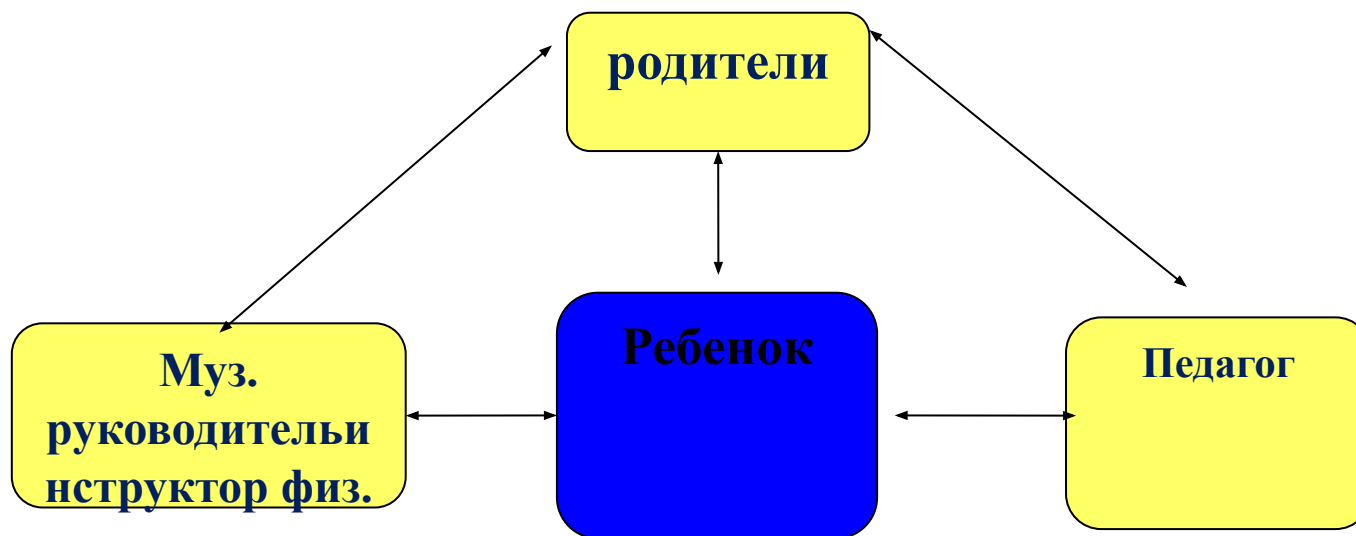 родители
Ребенок
Муз.
руководительи
нструктор физ.
Педагог